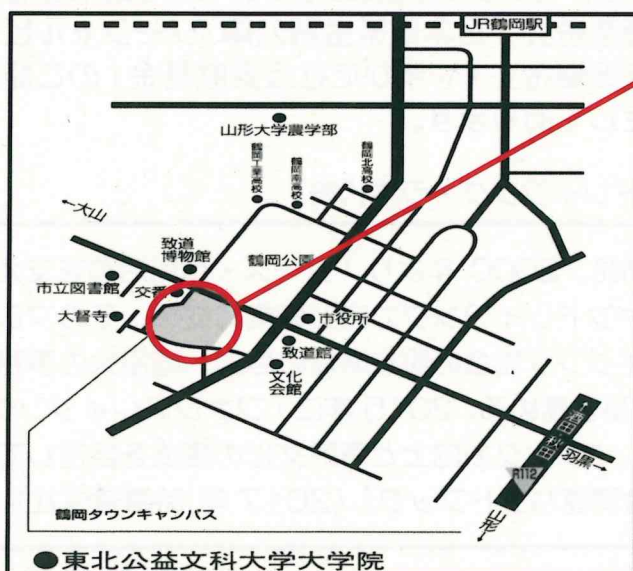 JR鶴岡駅
山形大学農学部
鶴岡工業高校
鶴岡南高校
鶴岡北高校
←大山
致道
博物館
鶴岡公園
市立図書館
交番
大督寺
市役所
致道館
文化
会館
←酒田 秋田
羽黒→
R112
山形→
鶴岡タウンキャンパス
●東北公益文科大学大学院